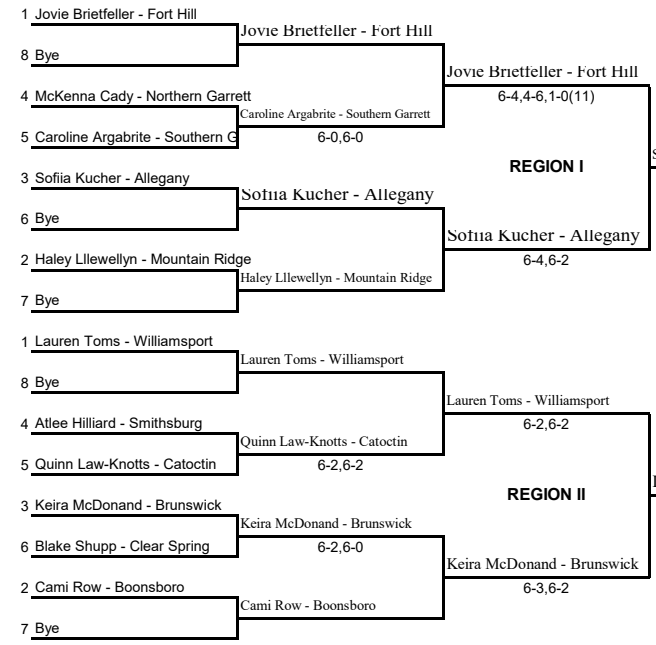 1 Jovie Brietfeller - Fort Hill
Jovie Brietfeller - Fort Hill
8 Bye
Jovie Brietfeller - Fort Hill
4 McKenna Cady - Northern Garrett
6-4,4-6,1-0(11)
Caroline Argabrite - Southern Garrett
5 Caroline Argabrite - Southern G
6-0,6-0
REGION I
3 Sofiia Kucher - Allegany
Sofiia Kucher - Allegany
6 Bye
Sofiia Kucher - Allegany
2 Haley Lllewellyn - Mountain Ridge
6-4,6-2
Haley Lllewellyn - Mountain Ridge
7 Bye
1 Lauren Toms - Williamsport
Lauren Toms - Williamsport
8 Bye
Lauren Toms - Williamsport
4 Atlee Hilliard - Smithsburg
6-2,6-2
Quinn Law-Knotts - Catoctin
5 Quinn Law-Knotts - Catoctin
6-2,6-2
REGION II
3 Keira McDonand - Brunswick
Keira McDonand - Brunswick
6 Blake Shupp - Clear Spring
6-2,6-0
Keira McDonand - Brunswick
2 Cami Row - Boonsboro
6-3,6-2
Cami Row - Boonsboro
7 Bye